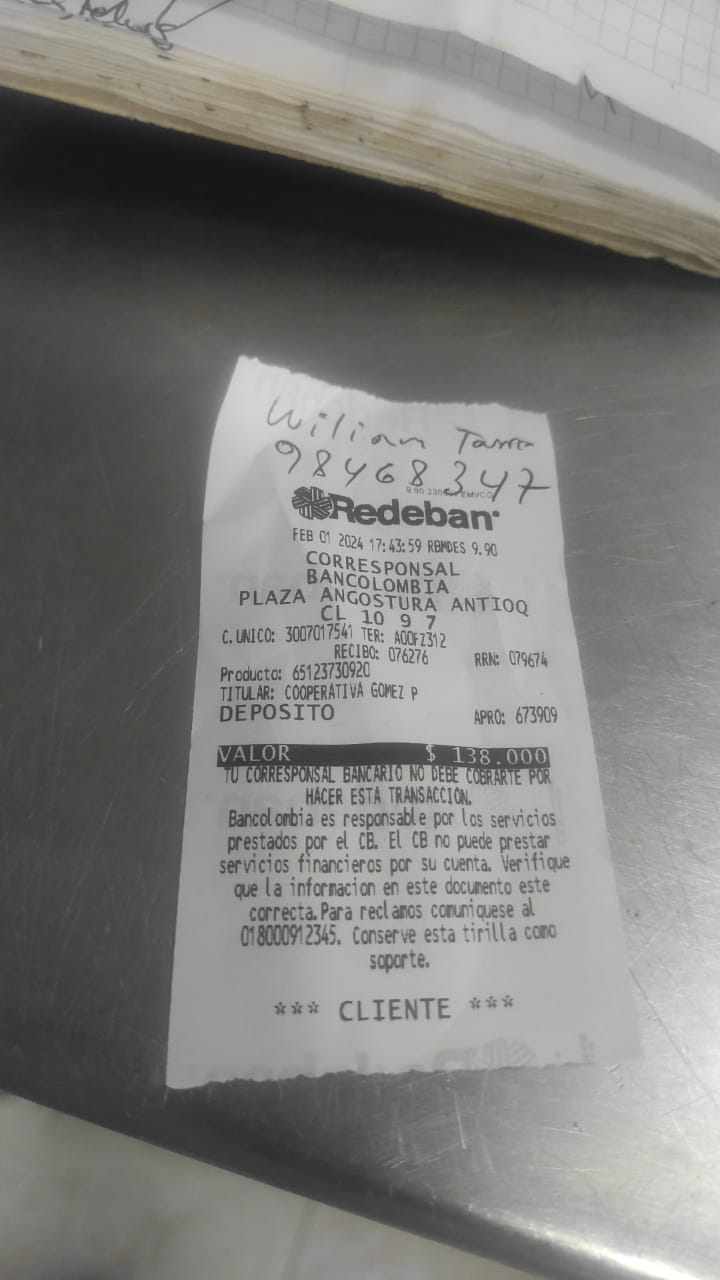 Wilian
98468347
Redeban
FEB 01 2024 17:43:59 RBMDES 9.90
CORRESPONSAL
BANCOLOMBIA
PLAZA ANGOSTURA ANTIOQ
CL 10 9 7
C.UNICO: 3007017541 TER: A00FZ312
RECIBO: 076276 RRN: 079674
Producto: 65123730920
TITULAR: COOPERATIVA GOMEZ P
DEPOSITO APRO: 673909
VALOR $ 138.000
TU CORRESPONSAL BANCARIO NO DEBE COBRARTE POR
HACER ESTA TRANSACCION.
Bancolombia es responsable por los servicios
prestados por el CB. El CB no puede prestar
servicios financieros por su cuenta. Verifique
que la informacion en este documento este
correcta.Para reclamos comuniquese al
018000912345. Conserve esta tirilla como
soporte.
*** CLIENTE ***